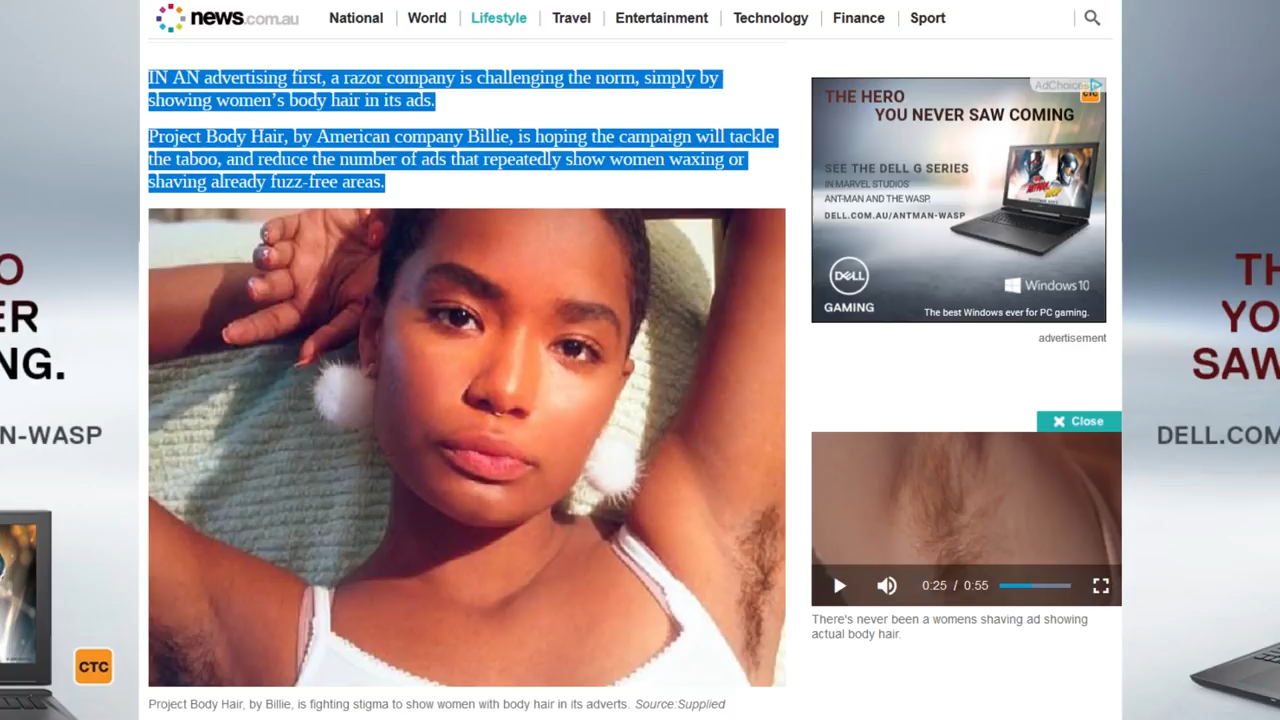 news.com.au
National World Lifestyle Travel Entertainment Technology Finance Sport
IN AN advertising first, a razor company is challenging the norm, simply by
showing women’s body hair in its ads.
Project Body Hair, by American company Billie, is hoping the campaign will tackle
the taboo, and reduce the number of ads that repeatedly show women waxing or
shaving already fuzz-free areas.
Project Body Hair, by Billie, is fighting stigma to show women with body hair in its adverts. Source:Supplied
AdChoices
CTC
THE HERO
YOU NEVER SAW COMING
SEE THE DELL G SERIES
IN MARVEL STUDIOS
ANT-MAN AND THE WASP.
DELL.COM.AU/ANTMAN-WASP
DELL
GAMING
Windows 10
The best Windows ever for PC gaming.
advertisement
Close
0:25 / 0:55
There's never been a womens shaving ad showing
actual body hair.
O
ER
NG.
N-WASP
CTC
TH
YO
SAW
DELL.COM